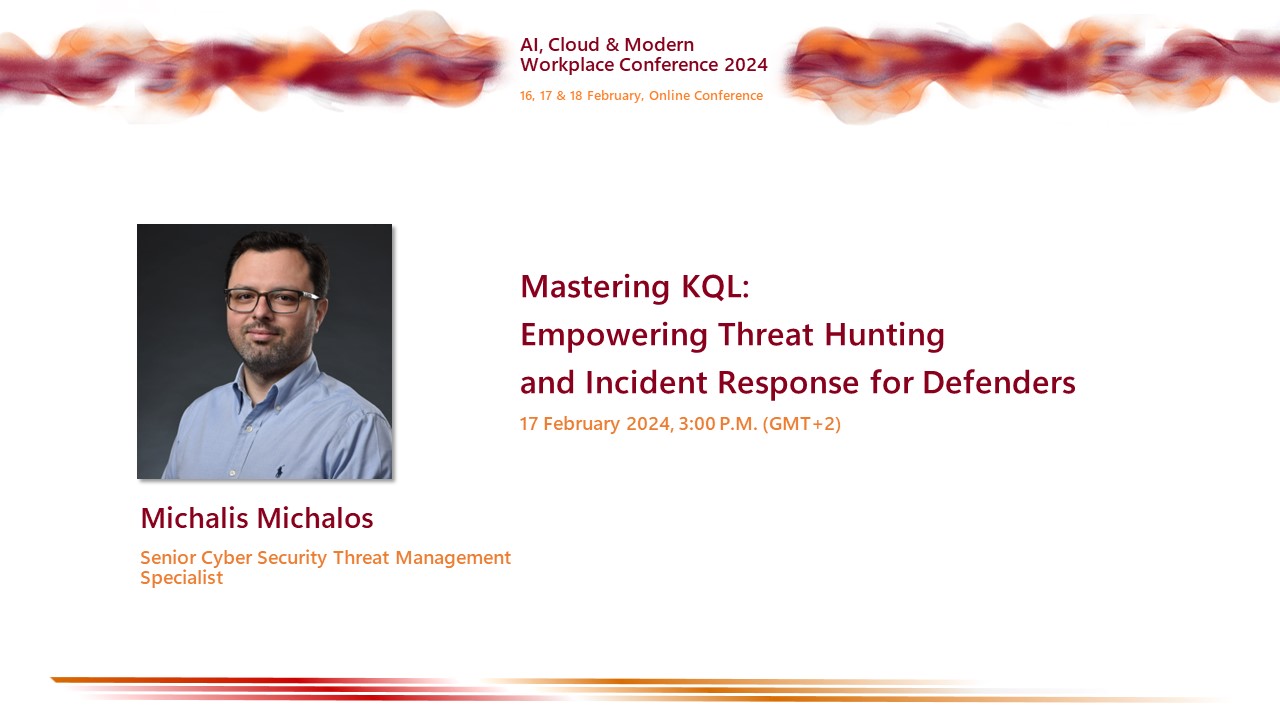 AI, Cloud & Modern
Workplace Conference 2024
16, 17 & 18 February, Online Conference
Mastering KQL:
Empowering Threat Hunting
and Incident Response for Defenders
17 February 2024, 3:00 P.M. (GMT+2)
Michalis Michalos
Senior Cyber Security Threat Management
Specialist